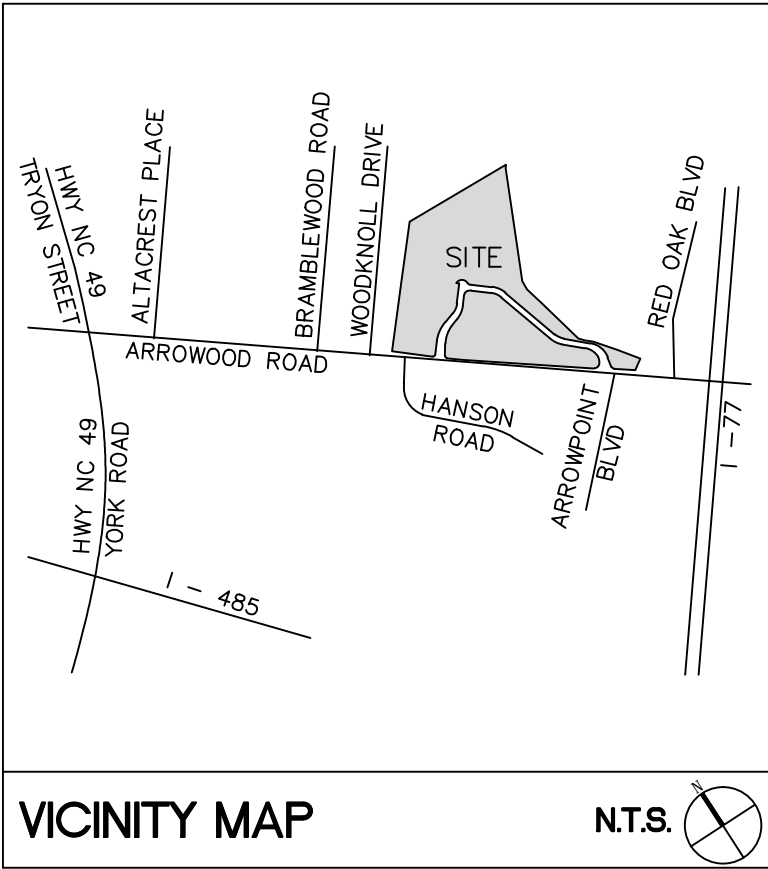 HWY NC 49
TRYON STREET
ALTACREST PLACE
BRAMBLEWOOD ROAD
WOODKNOLL DRIVE
SITE
RED OAK BLVD
ARROWOOD ROAD
HANSON
ROAD
ARROWPOINT
BLVD
I-77
HWY NC 49
YORK ROAD
I - 485
VICINITY MAP
N.T.S.
N